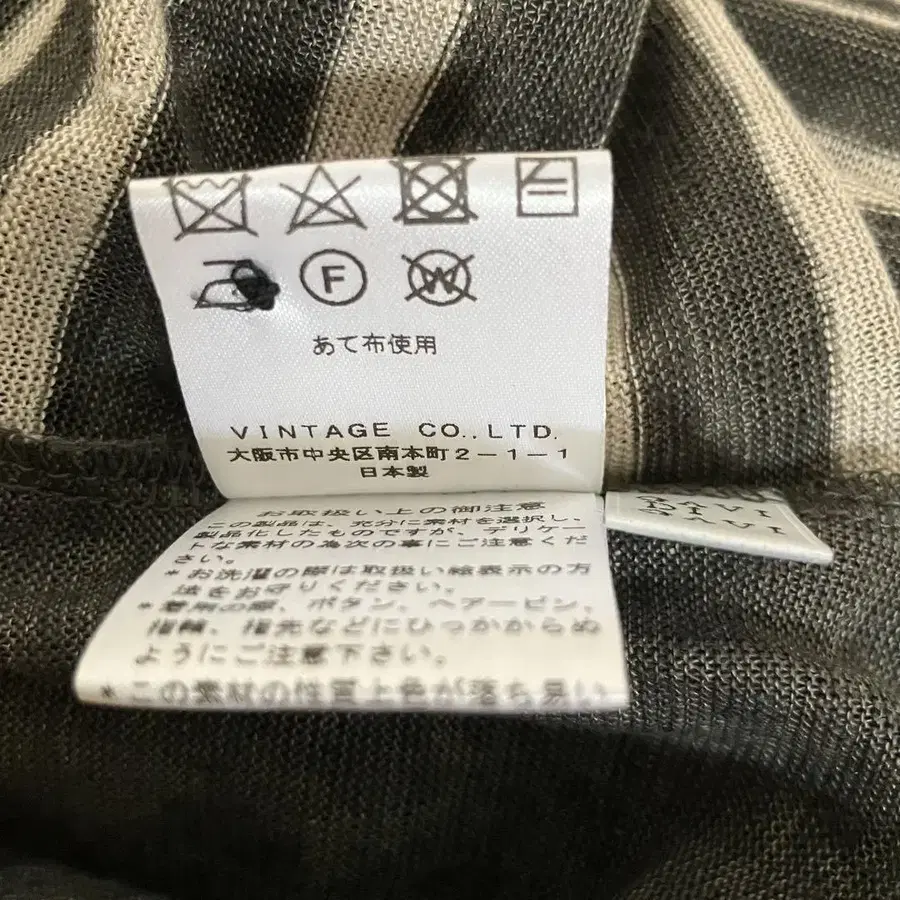 F
W
あて布使用
VINTAGE CO.,LTD.
大阪市中央区南本町2-1-1
日本製
お取扱い上の御注意
この製品は、充分に素材を選択し、
製品化したものですが、デリケー
トな素材の為次の事にご注意くだ
さい。
*お洗濯の際は取扱い絵表示の方
法をお守りください。
*着用の際、ボタン、ヘアーピン、
指輪、指先などにひっかからぬ
ようにご注意下さい。
*この素材の性質上色が落ち易い